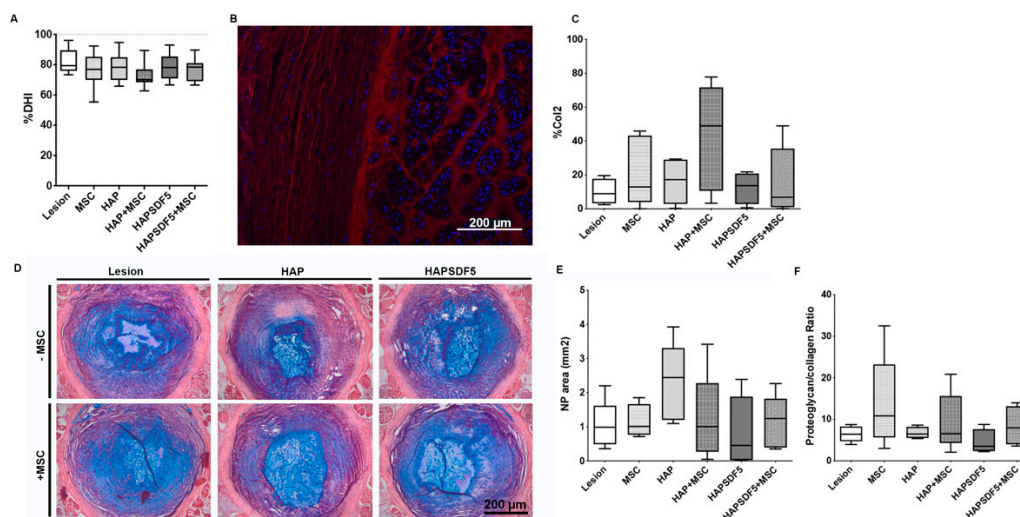 A
%DHI
100
80
60
40
20
0
Lesion
MSC
HAP
HAP+MSC
HAPSDF5
HAPSDF5+MSC
B
200 µm
C
%Col2
100
80
60
40
20
0
Lesion
MSC
HAP
HAP+MSC
HAPSDF5
HAPSDF5+MSC
D
Lesion
HAP
HAPSDF5
- MSC
+MSC
200 µm
E
NP area (mm2)
5
4
3
2
1
0
Lesion
MSC
HAP
HAP+MSC
HAPSDF5
HAPSDF5+MSC
F
Proteoglycan/collagen Ratio
40
30
20
10
0
Lesion
MSC
HAP
HAP+MSC
HAPSDF5
HAPSDF5+MSC